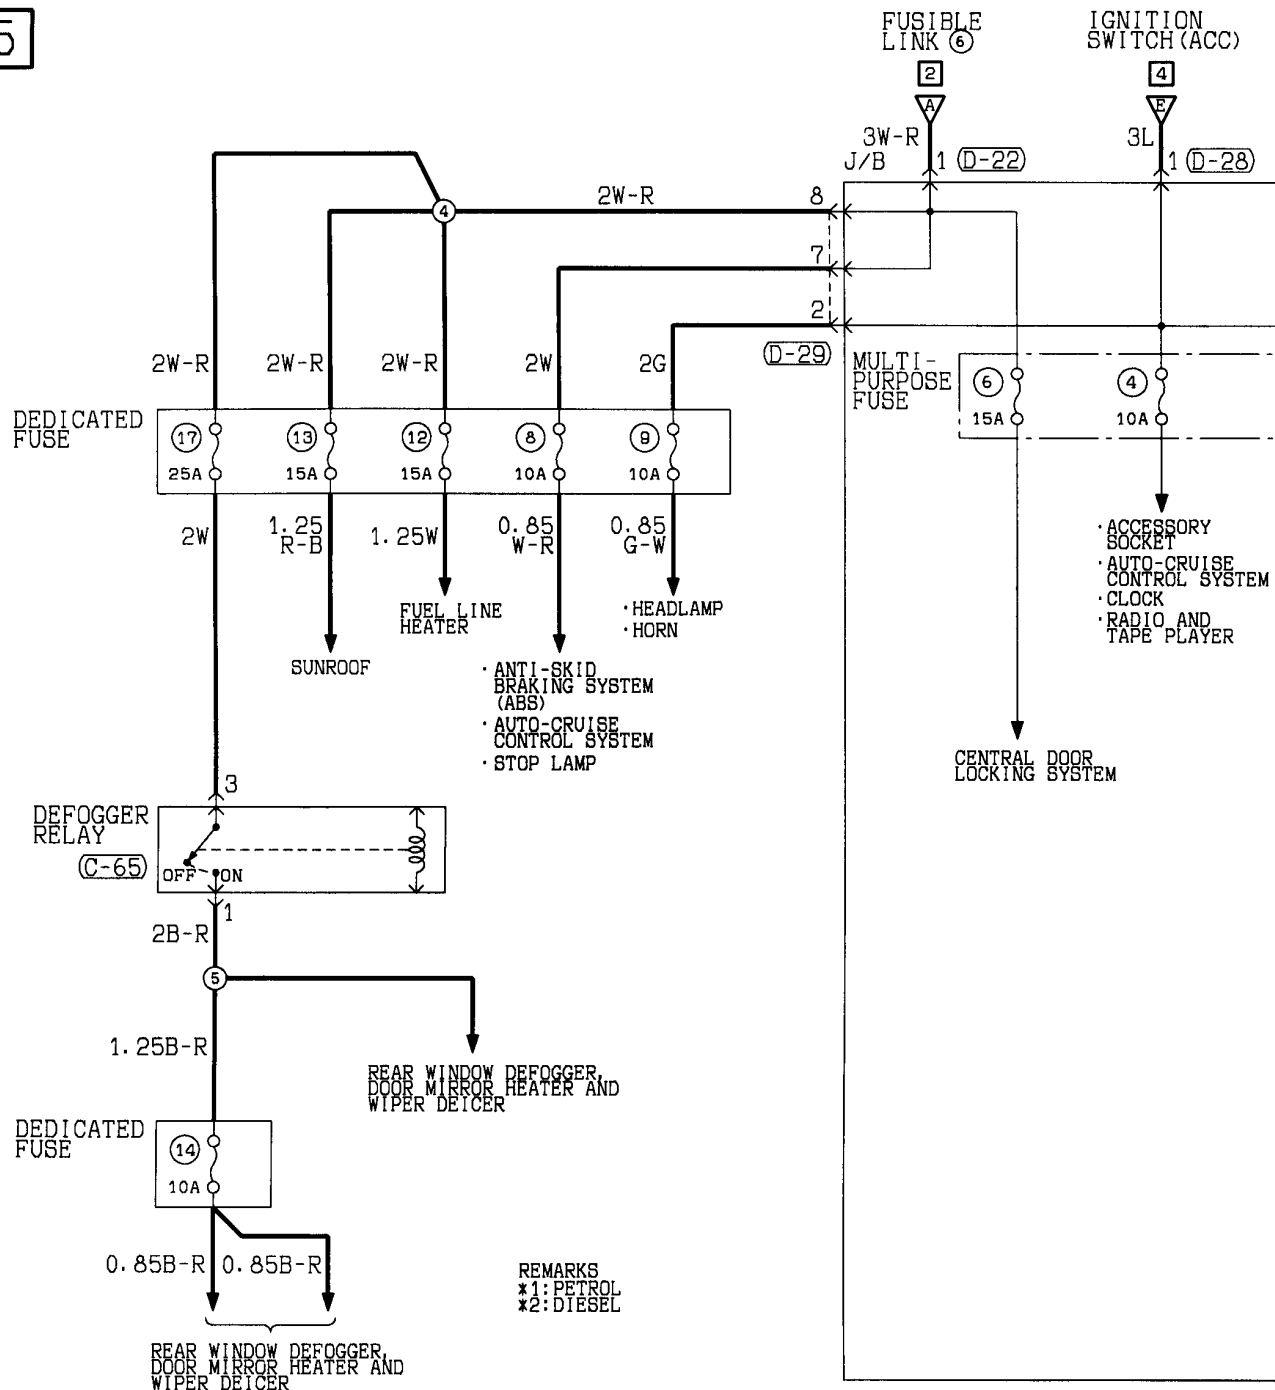 5
FUSIBLE
LINK 6
2
A
IGNITION
SWITCH (ACC)
4
E
3W-R
J/B
1
D-22
3L
1
D-28
4
2W-R
8
7
2
D-29
2W-R
2W-R
2W-R
2W
2G
MULTI-
PURPOSE
FUSE
6
15A
4
10A
DEDICATED
FUSE
17
25A
13
15A
12
15A
8
10A
9
10A
2W
1.25
R-B
1.25W
0.85
W-R
0.85
G-W
SUNROOF
FUEL LINE
HEATER
·ANTI-SKID
BRAKING SYSTEM
(ABS)
·AUTO-CRUISE
CONTROL SYSTEM
·STOP LAMP
·HEADLAMP
·HORN
·ACCESSORY
SOCKET
·AUTO-CRUISE
CONTROL SYSTEM
·CLOCK
·RADIO AND
TAPE PLAYER
CENTRAL DOOR
LOCKING SYSTEM
3
DEFOGGER
RELAY
C-65
OFF
ON
1
2B-R
5
1.25B-R
REAR WINDOW DEFOGGER,
DOOR MIRROR HEATER AND
WIPER DEICER
DEDICATED
FUSE
14
10A
0.85B-R
0.85B-R
REAR WINDOW DEFOGGER,
DOOR MIRROR HEATER AND
WIPER DEICER
REMARKS
*1:PETROL
*2:DIESEL